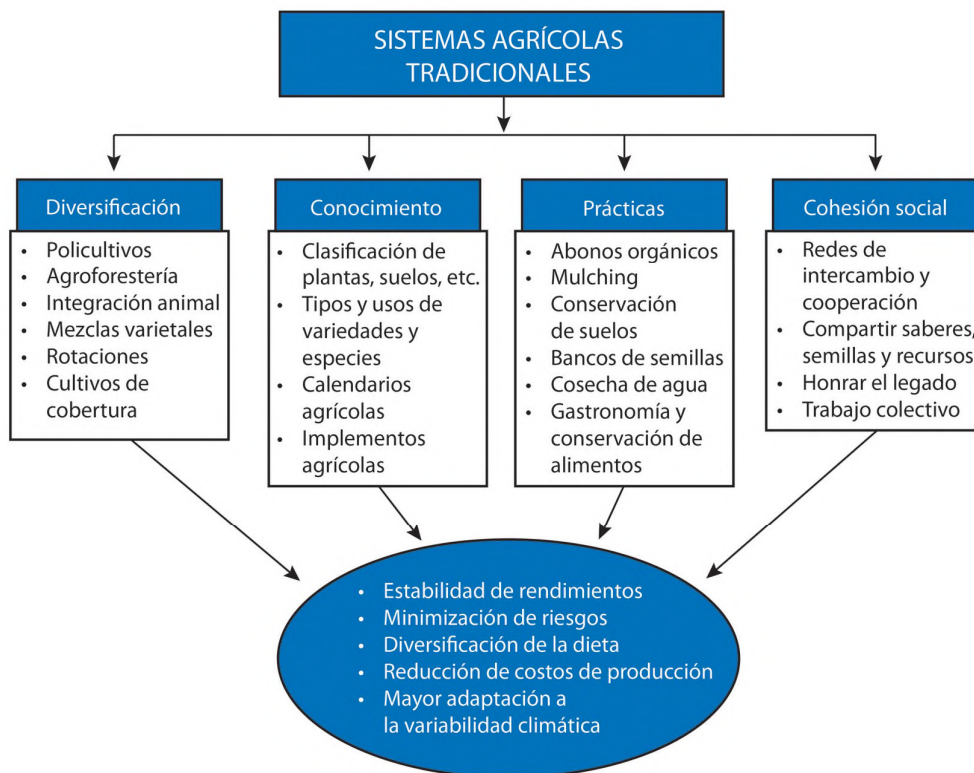 SISTEMAS AGRÍCOLAS
TRADICIONALES
Diversificación
• Policultivos
• Agroforestería
• Integración animal
• Mezclas varietales
• Rotaciones
• Cultivos de
cobertura
Conocimiento
• Clasificación de
plantas, suelos, etc.
• Tipos y usos de
variedades y
especies
• Calendarios
agrícolas
• Implementos
agrícolas
Prácticas
• Abonos orgánicos
• Mulching
• Conservación
de suelos
• Bancos de semillas
• Cosecha de agua
• Gastronomía y
conservación de
alimentos
Cohesión social
• Redes de
intercambio y
cooperación
• Compartir saberes,
semillas y recursos
• Honrar el legado
• Trabajo colectivo
• Estabilidad de rendimientos
• Minimización de riesgos
• Diversificación de la dieta
• Reducción de costos de producción
• Mayor adaptación a
la variabilidad climática